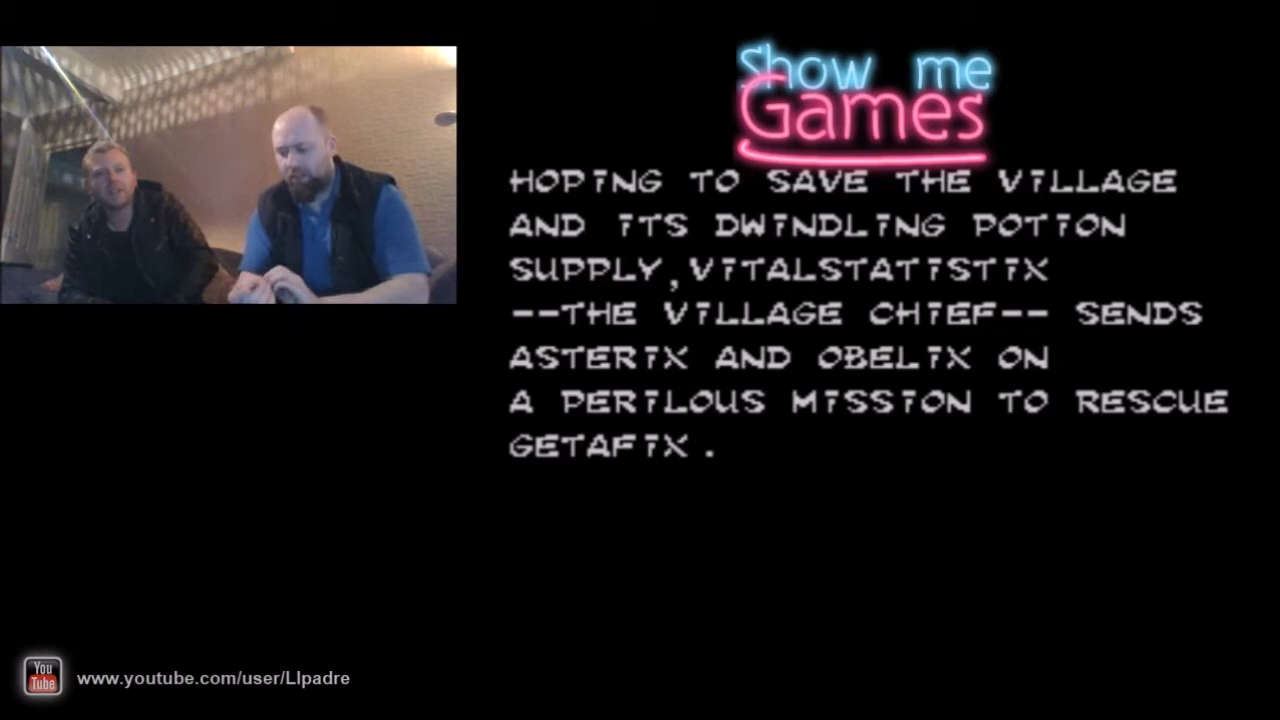 Show me
Games
HOPING TO SAVE THE VILLAGE
AND ITS DWINDLING POTION
SUPPLY,VITALSTATISTIX
--THE VILLAGE CHIEF-- SENDS
ASTERIX AND OBELIX ON
A PERILOUS MISSION TO RESCUE
GETAFIX.
You
Tube
www.youtube.com/user/LIpadre